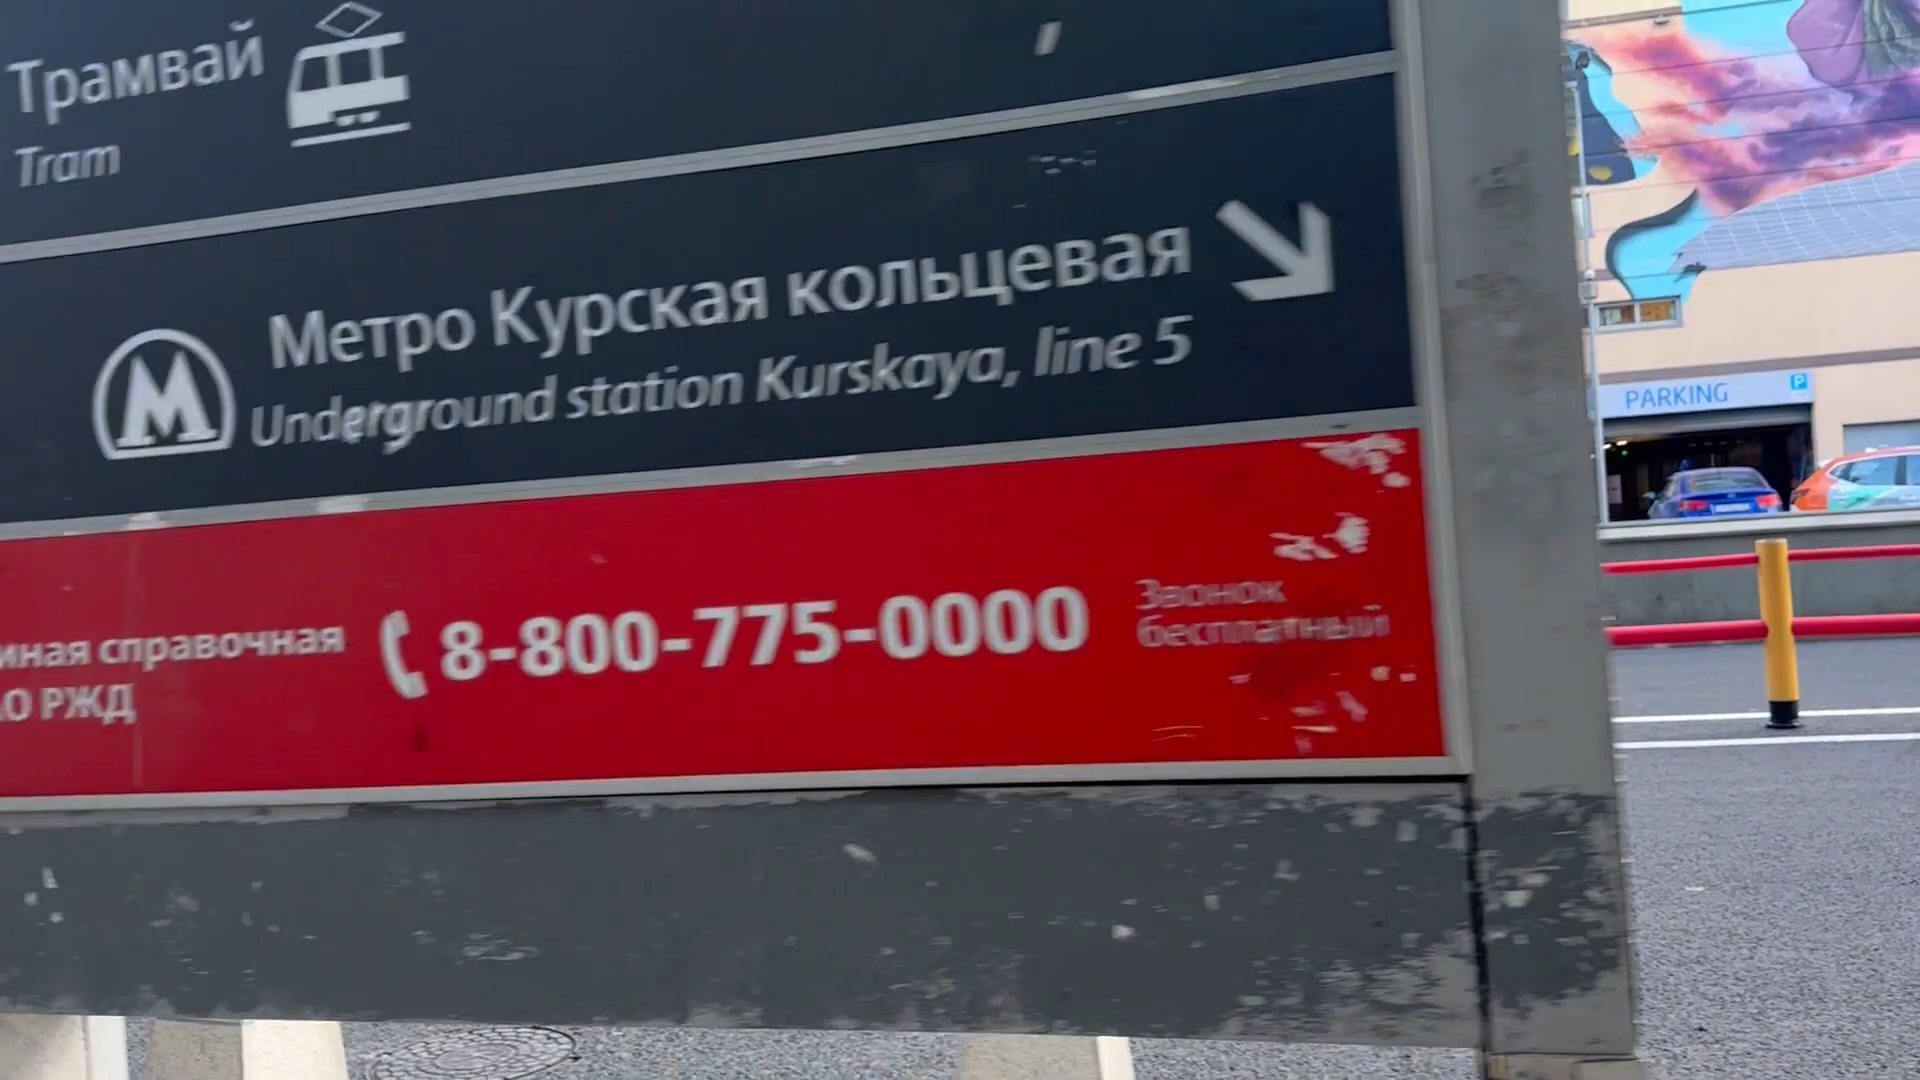 Трамвай
Tram
Метро Курская кольцевая
Underground station Kurskaya, line 5
справочная
РЖД
8-800-775-0000
Звонок
бесплатный
PARKING P